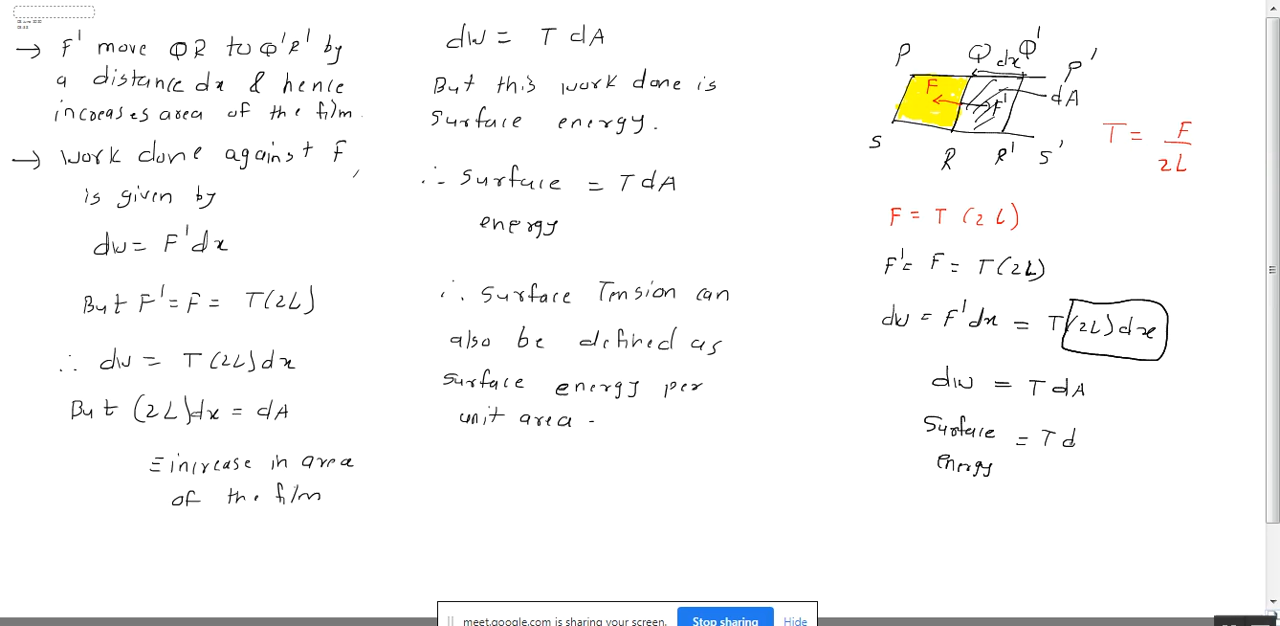 → F' move QR to Q'R' by
a distance dx & hence
increases area of the film.
→ Work done against F,
is given by
dw = F'dx
But F' = F = T(2L)
∴ dw = T(2L)dx
But (2L)dx = dA
= increase in area
of the film
dw = T dA
But this work done is
surface energy.
∴ surface = TdA
energy
∴ Surface Tension can
also be defined as
surface energy per
unit area.
P Q dx Q' P'
F F' dA
S R R' S'
T = F
2L
F = T (2L)
F' = F = T(2L)
dw = F'dx = T(2L)dx
dw = TdA
Surface = Td
energy
meet.google.com is sharing your screen. Stop sharing Hide